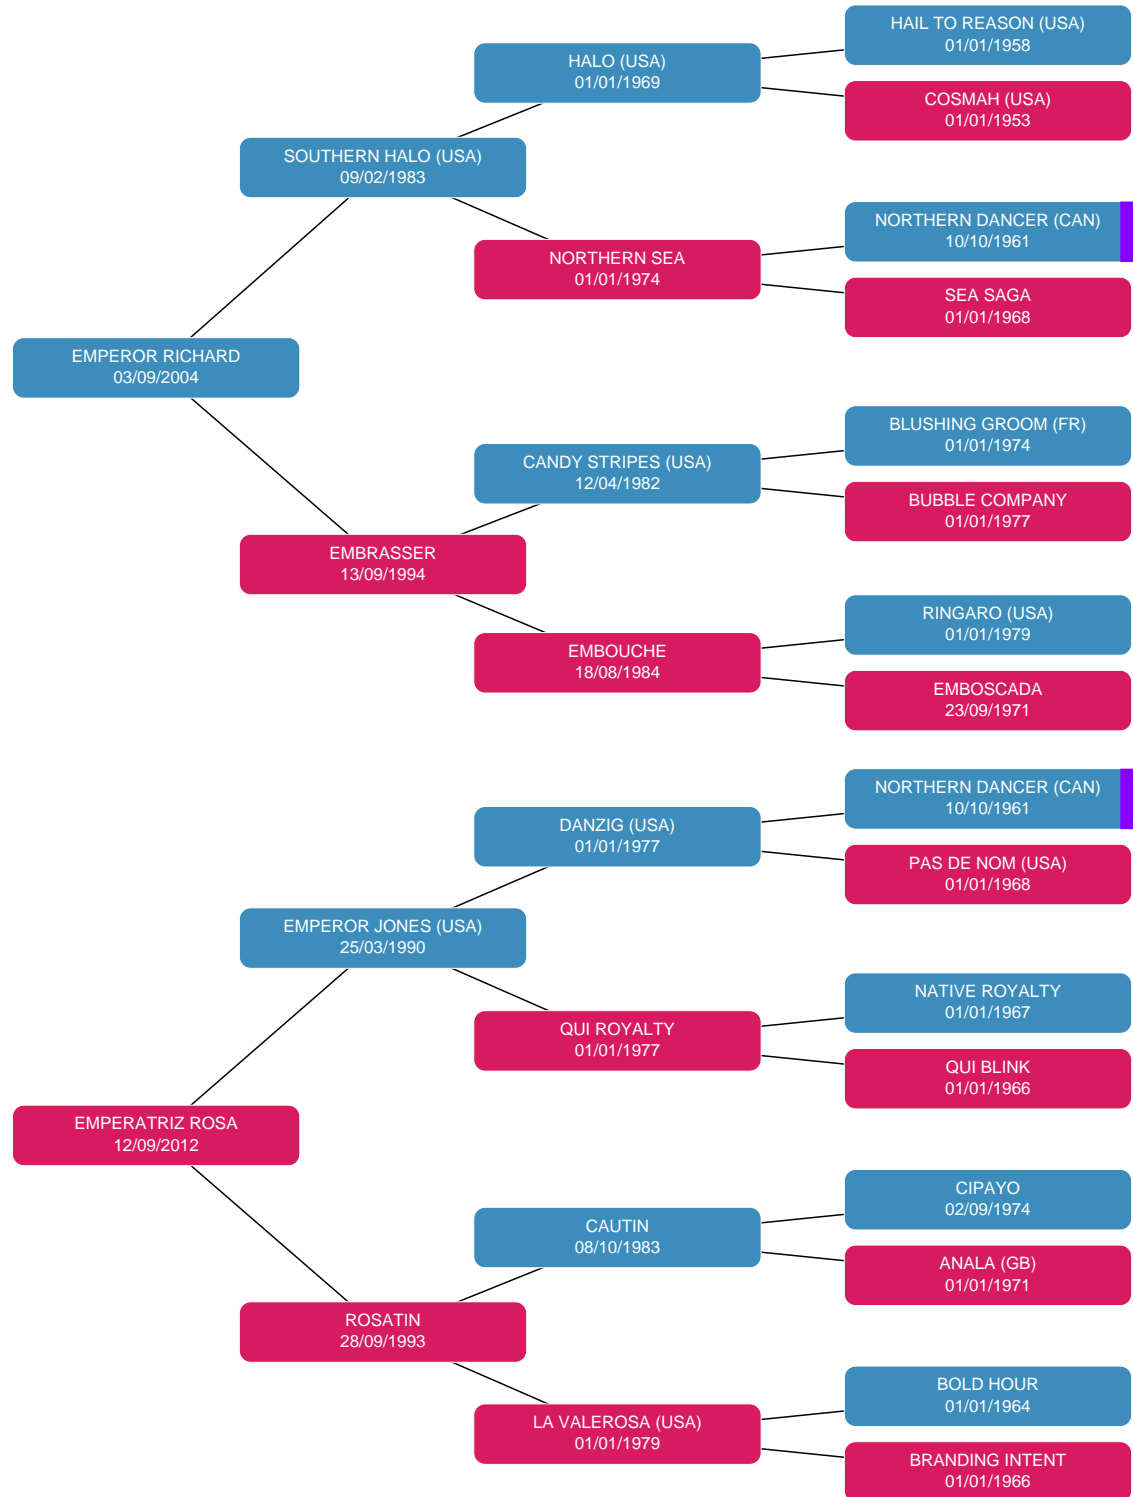 HAIL TO REASON (USA)
01/01/1958
HALO (USA)
01/01/1969
COSMAH (USA)
01/01/1953
SOUTHERN HALO (USA)
09/02/1983
NORTHERN DANCER (CAN)
10/10/1961
NORTHERN SEA
01/01/1974
SEA SAGA
01/01/1968
EMPEROR RICHARD
03/09/2004
BLUSHING GROOM (FR)
01/01/1974
CANDY STRIPES (USA)
12/04/1982
BUBBLE COMPANY
01/01/1977
EMBRASSER
13/09/1994
RINGARO (USA)
01/01/1979
EMBOUCHE
18/08/1984
EMBOSCADA
23/09/1971
NORTHERN DANCER (CAN)
10/10/1961
DANZIG (USA)
01/01/1977
PAS DE NOM (USA)
01/01/1968
EMPEROR JONES (USA)
25/03/1990
NATIVE ROYALTY
01/01/1967
QUI ROYALTY
01/01/1977
QUI BLINK
01/01/1966
EMPERATRIZ ROSA
12/09/2012
CIPAYO
02/09/1974
CAUTIN
08/10/1983
ANALA (GB)
01/01/1971
ROSATIN
28/09/1993
BOLD HOUR
01/01/1964
LA VALEROSA (USA)
01/01/1979
BRANDING INTENT
01/01/1966